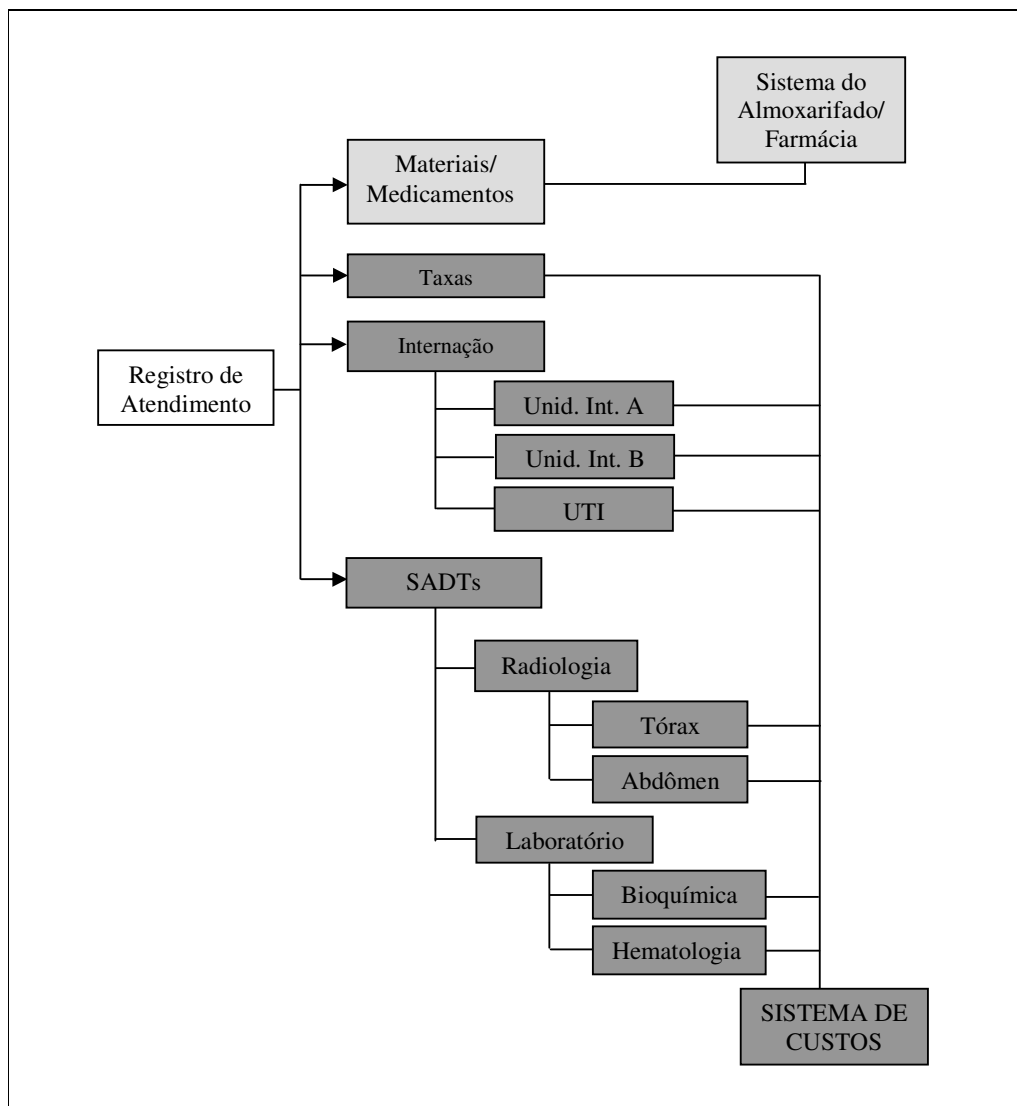 Sistema do
Almoxarifado/
Farmácia
Materiais/
Medicamentos
Taxas
Internação
Registro de
Atendimento
Unid. Int. A
Unid. Int. B
UTI
SADTs
Radiologia
Tórax
Abdômen
Laboratório
Bioquímica
Hematologia
SISTEMA DE
CUSTOS